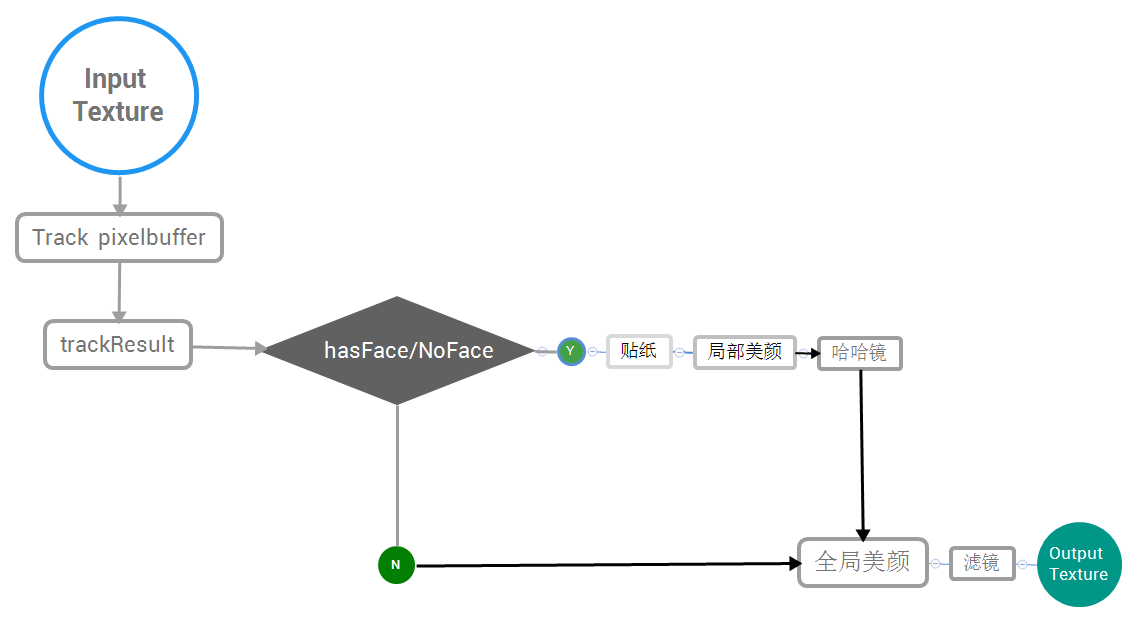 Input
Texture
Track pixelbuffer
trackResult
hasFace/NoFace
Y
贴纸
局部美颜
哈哈镜
N
全局美颜
滤镜
Output
Texture